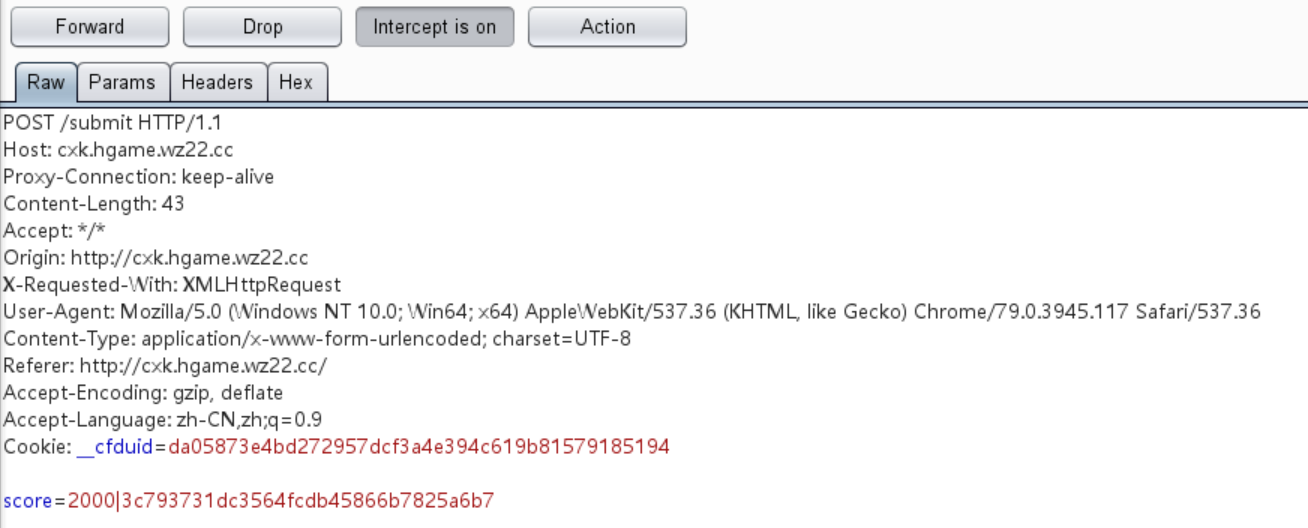 Forward Drop Intercept is on Action
Raw Params Headers Hex
POST /submit HTTP/1.1
Host: cxk.hgame.wz22.cc
Proxy-Connection: keep-alive
Content-Length: 43
Accept: */*
Origin: http://cxk.hgame.wz22.cc
X-Requested-With: XMLHttpRequest
User-Agent: Mozilla/5.0 (Windows NT 10.0; Win64; x64) AppleWebKit/537.36 (KHTML, like Gecko) Chrome/79.0.3945.117 Safari/537.36
Content-Type: application/x-www-form-urlencoded; charset=UTF-8
Referer: http://cxk.hgame.wz22.cc/
Accept-Encoding: gzip, deflate
Accept-Language: zh-CN,zh;q=0.9
Cookie: __cfduid=da05873e4bd272957dcf3a4e394c619b81579185194
score=2000|3c793731dc3564fcdb45866b7825a6b7